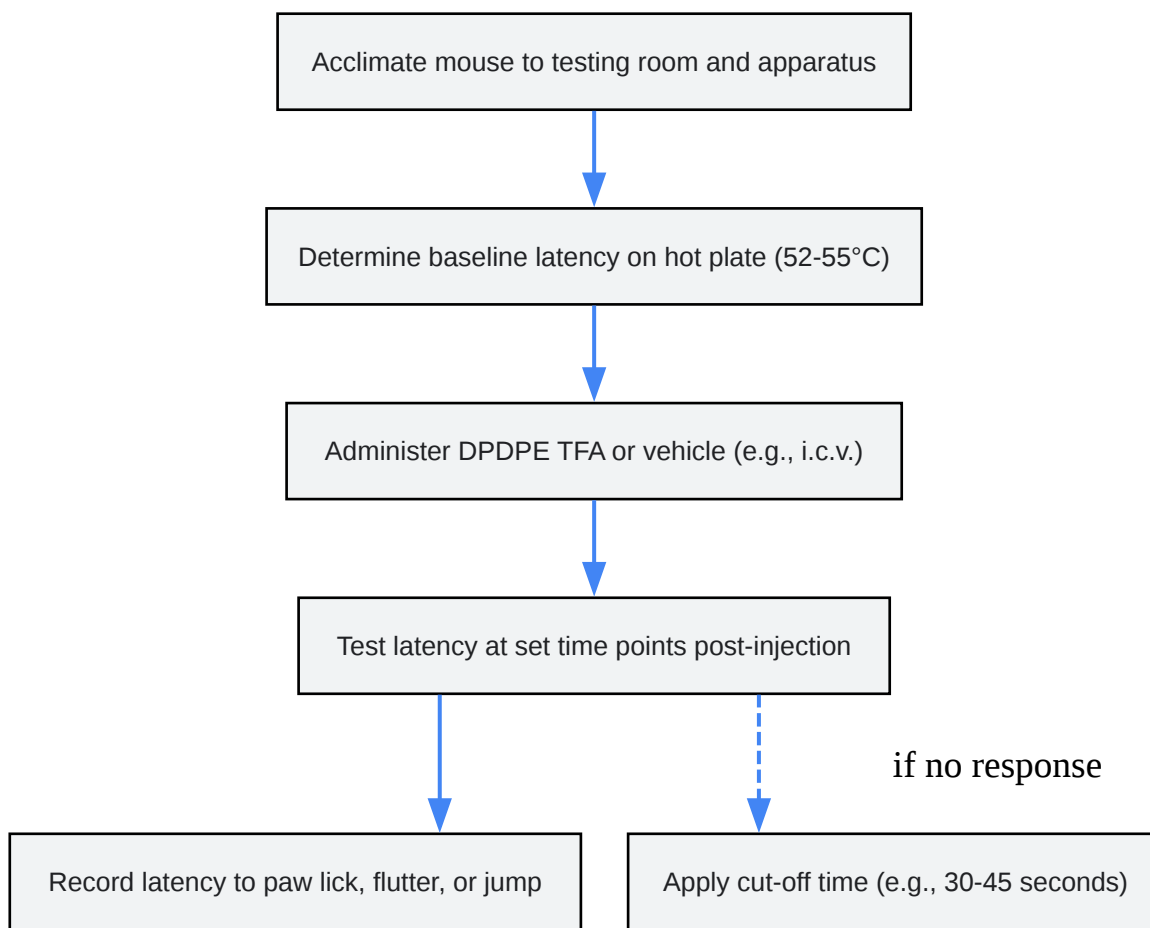 Acclimate mouse to testing room and apparatus
Determine baseline latency on hot plate (52-55°C)
Administer DPDPE TFA or vehicle (e.g., i.c.v.)
Test latency at set time points post-injection
if no response
Record latency to paw lick, flutter, or jump
Apply cut-off time (e.g., 30-45 seconds)